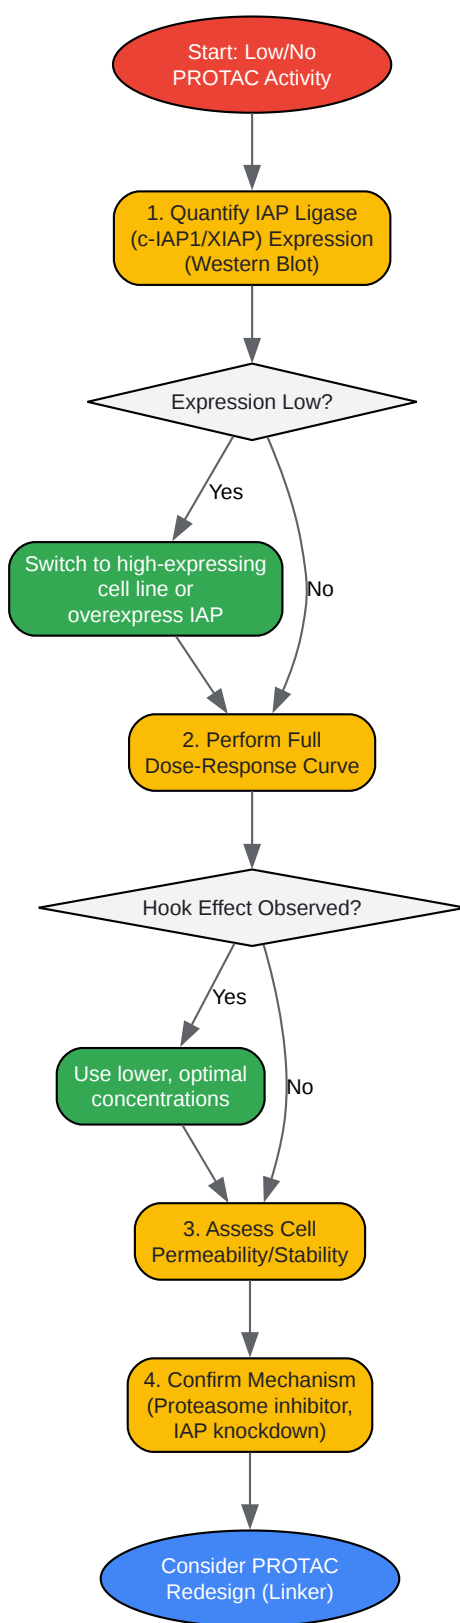 Start: Low/No
PROTAC Activity
1. Quantify IAP Ligase
(c-IAP1/XIAP) Expression
(Western Blot)
Expression Low?
Yes
Switch to high-expressing
cell line or
overexpress IAP
No
2. Perform Full
Dose-Response Curve
Hook Effect Observed?
Yes
Use lower, optimal
concentrations
No
3. Assess Cell
Permeability/Stability
4. Confirm Mechanism
(Proteasome inhibitor,
IAP knockdown)
Consider PROTAC
Redesign (Linker)